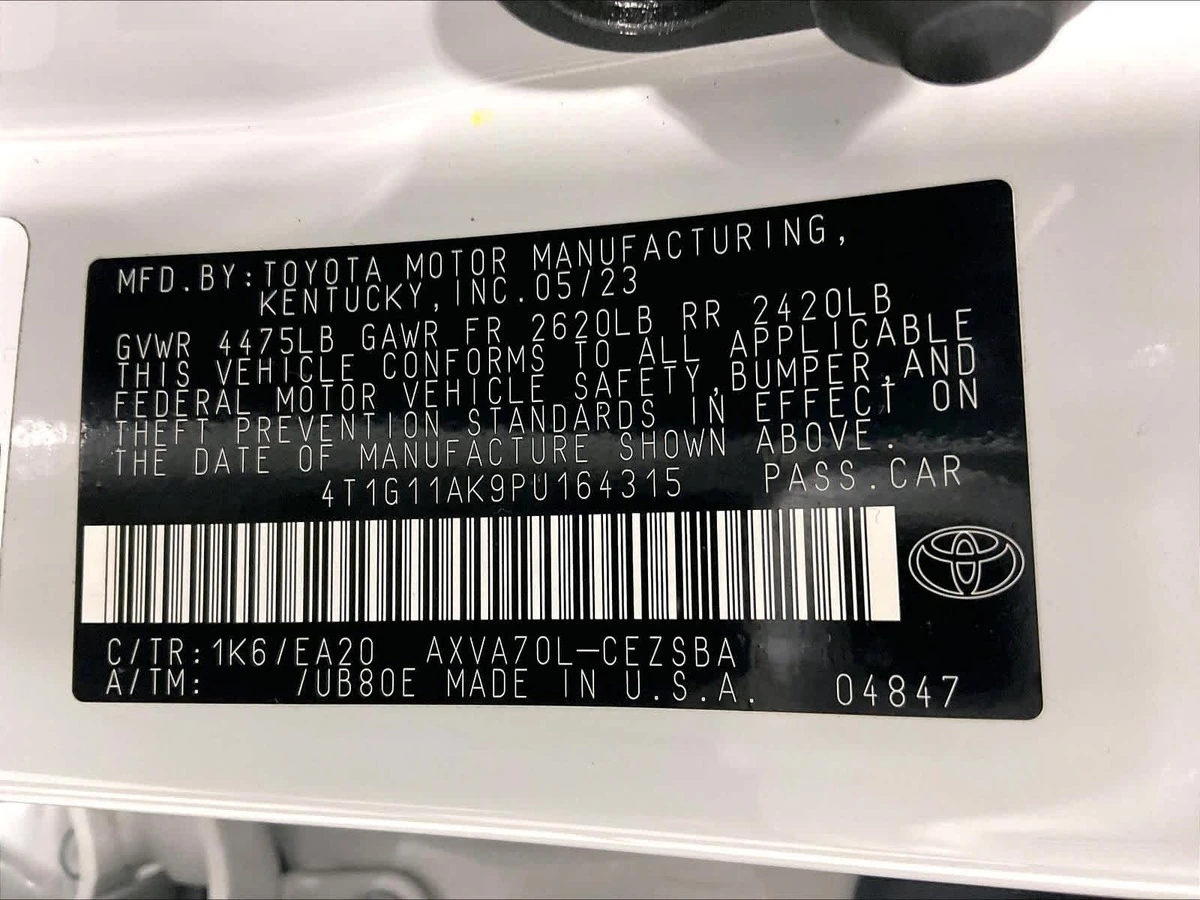 MFD.BY:TOYOTA MOTOR MANUFACTURING,
KENTUCKY,INC.05/23
GVWR 4475LB GAWR FR 2620LB RR 2420LB
THIS VEHICLE CONFORMS TO ALL APPLICABLE
FEDERAL MOTOR VEHICLE SAFETY,BUMPER,AND
THEFT PREVENTION STANDARDS IN EFFECT ON
THE DATE OF MANUFACTURE SHOWN ABOVE.
4T1G11AK9PU164315 PASS.CAR
7
C/TR:1K6/EA20 AXVA70L-CEZSBA
A/TM: /UB80E MADE IN U.S.A. 04847